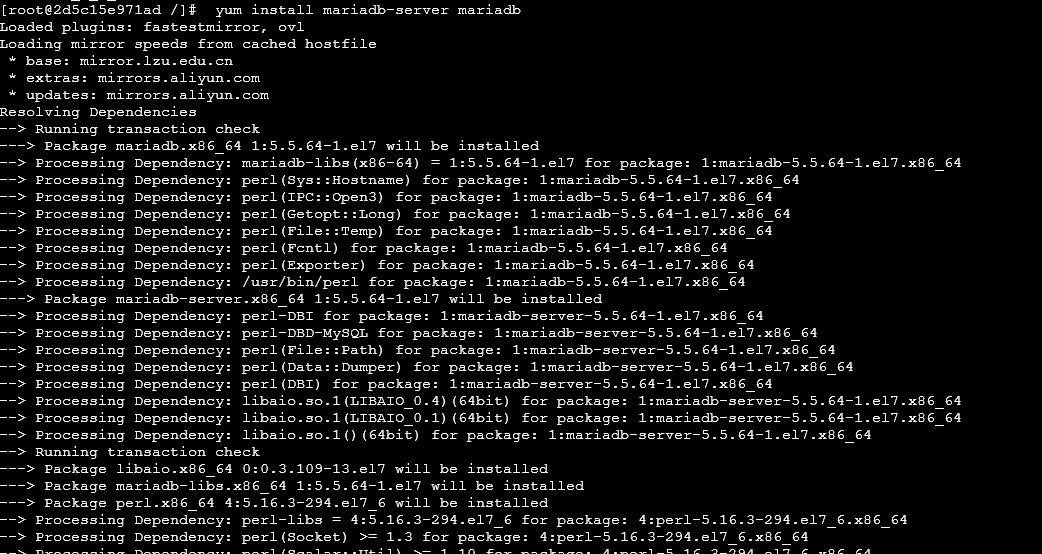 [root@2d5c15e971ad /]#  yum install mariadb-server mariadb
Loaded plugins: fastestmirror, ovl
Loading mirror speeds from cached hostfile
 * base: mirror.lzu.edu.cn
 * extras: mirrors.aliyun.com
 * updates: mirrors.aliyun.com
Resolving Dependencies
--> Running transaction check
---> Package mariadb.x86_64 1:5.5.64-1.el7 will be installed
--> Processing Dependency: mariadb-libs(x86-64) = 1:5.5.64-1.el7 for package: 1:mariadb-5.5.64-1.el7.x86_64
--> Processing Dependency: perl(Sys::Hostname) for package: 1:mariadb-5.5.64-1.el7.x86_64
--> Processing Dependency: perl(IPC::Open3) for package: 1:mariadb-5.5.64-1.el7.x86_64
--> Processing Dependency: perl(Getopt::Long) for package: 1:mariadb-5.5.64-1.el7.x86_64
--> Processing Dependency: perl(File::Temp) for package: 1:mariadb-5.5.64-1.el7.x86_64
--> Processing Dependency: perl(Fcntl) for package: 1:mariadb-5.5.64-1.el7.x86_64
--> Processing Dependency: perl(Exporter) for package: 1:mariadb-5.5.64-1.el7.x86_64
--> Processing Dependency: /usr/bin/perl for package: 1:mariadb-5.5.64-1.el7.x86_64
---> Package mariadb-server.x86_64 1:5.5.64-1.el7 will be installed
--> Processing Dependency: perl-DBI for package: 1:mariadb-server-5.5.64-1.el7.x86_64
--> Processing Dependency: perl-DBD-MySQL for package: 1:mariadb-server-5.5.64-1.el7.x86_64
--> Processing Dependency: perl(File::Path) for package: 1:mariadb-server-5.5.64-1.el7.x86_64
--> Processing Dependency: perl(Data::Dumper) for package: 1:mariadb-server-5.5.64-1.el7.x86_64
--> Processing Dependency: perl(DBI) for package: 1:mariadb-server-5.5.64-1.el7.x86_64
--> Processing Dependency: libaio.so.1(LIBAIO_0.4)(64bit) for package: 1:mariadb-server-5.5.64-1.el7.x86_64
--> Processing Dependency: libaio.so.1(LIBAIO_0.1)(64bit) for package: 1:mariadb-server-5.5.64-1.el7.x86_64
--> Processing Dependency: libaio.so.1()(64bit) for package: 1:mariadb-server-5.5.64-1.el7.x86_64
--> Running transaction check
---> Package libaio.x86_64 0:0.3.109-13.el7 will be installed
---> Package mariadb-libs.x86_64 1:5.5.64-1.el7 will be installed
---> Package perl.x86_64 4:5.16.3-294.el7_6 will be installed
--> Processing Dependency: perl-libs = 4:5.16.3-294.el7_6 for package: 4:perl-5.16.3-294.el7_6.x86_64
--> Processing Dependency: perl(Socket) >= 1.3 for package: 4:perl-5.16.3-294.el7_6.x86_64
--> Processing Dependency: perl(Scalar::Util) >= 1.10 for package: 4:perl-5.16.3-294.el7_6.x86_64